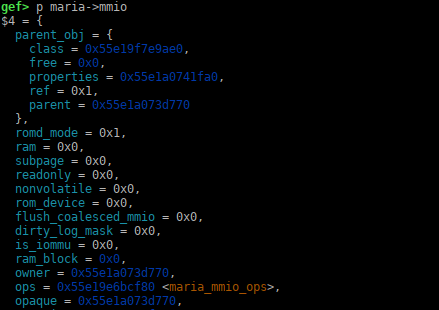 gef> p maria->mmio
$4 = {
  parent_obj = {
    class = 0x55e19f7e9ae0,
    free = 0x0,
    properties = 0x55e1a0741fa0,
    ref = 0x1,
    parent = 0x55e1a073d770
  },
  romd_mode = 0x1,
  ram = 0x0,
  subpage = 0x0,
  readonly = 0x0,
  nonvolatile = 0x0,
  rom_device = 0x0,
  flush_coalesced_mmio = 0x0,
  dirty_log_mask = 0x0,
  is_iommu = 0x0,
  ram_block = 0x0,
  owner = 0x55e1a073d770,
  ops = 0x55e19e6bcf80 <maria_mmio_ops>,
  opaque = 0x55e1a073d770,